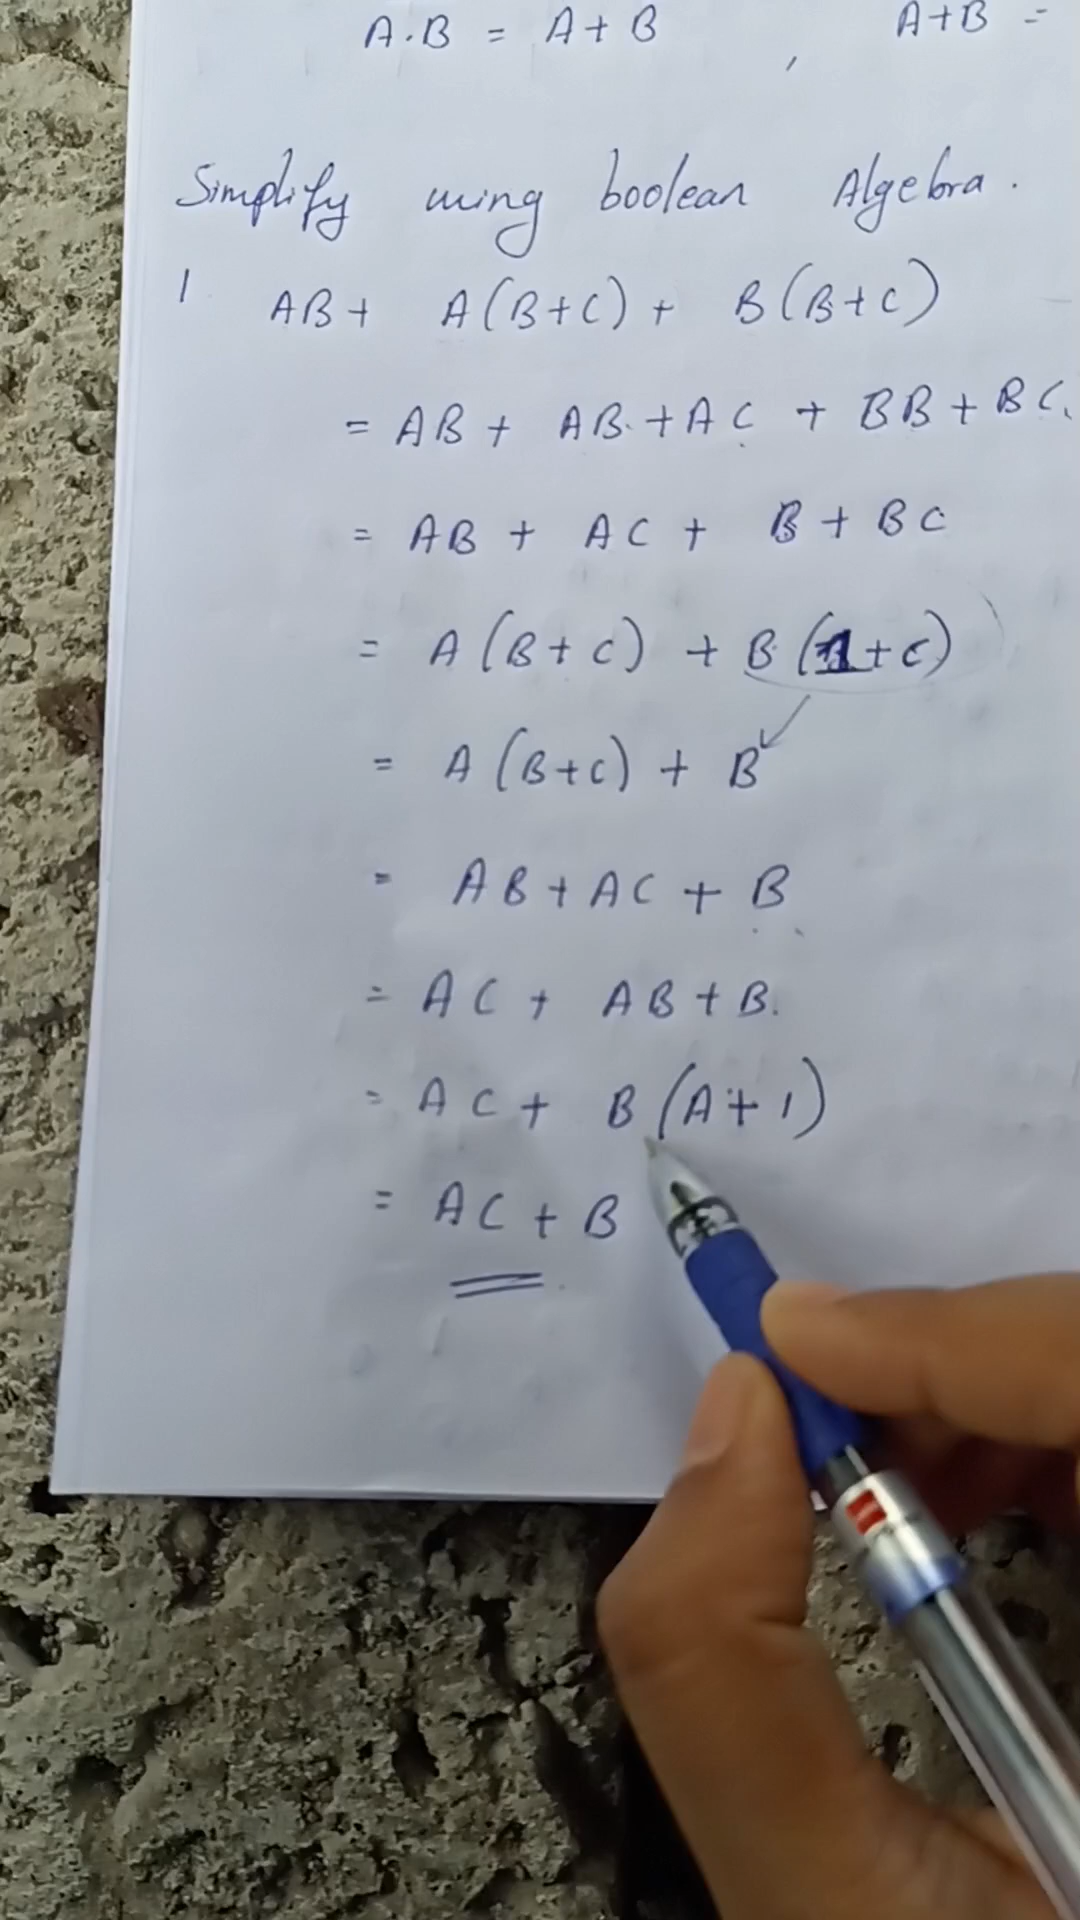 A.B = A + B , A+B =
Simplify using boolean Algebra.
1 AB + A(B+C) + B(B+C)
= AB + AB + AC + BB + BC
= AB + AC + B + BC
= A(B+C) + B(1+C)
= A(B+C) + B
= AB + AC + B
= AC + AB + B.
= AC + B(A+1)
= AC + B